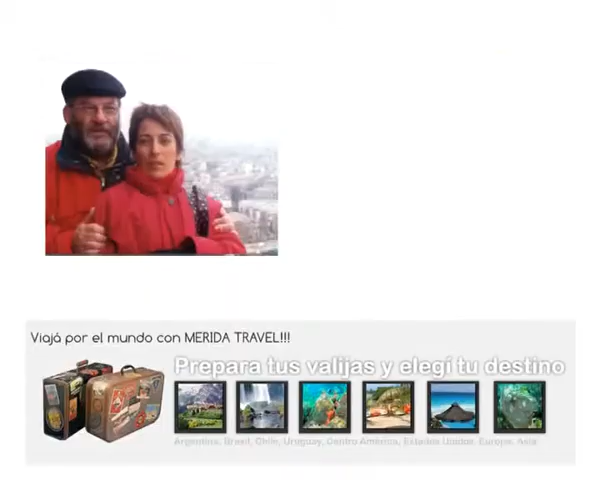 Viajá por el mundo con MERIDA TRAVEL!!!
Prepara tus valijas y elegí tu destino
Argentina, Brasil, Chile, Uruguay, Centro América, Estados Unidos, Europa, Asia